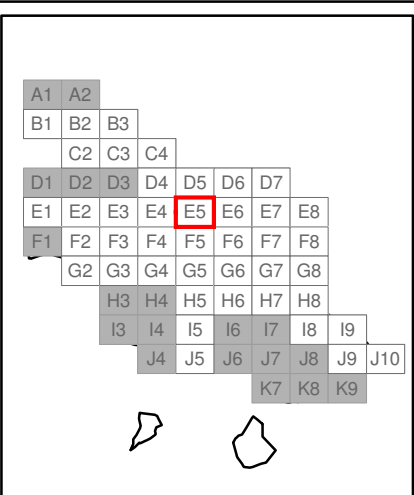 A1 A2
B1 B2 B3
C2 C3 C4
D1 D2 D3 D4 D5 D6 D7
E1 E2 E3 E4 E5 E6 E7 E8
F1 F2 F3 F4 F5 F6 F7 F8
G2 G3 G4 G5 G6 G7 G8
H3 H4 H5 H6 H7 H8
I3 I4 I5 I6 I7 I8 I9
J4 J5 J6 J7 J8 J9 J10
K7 K8 K9